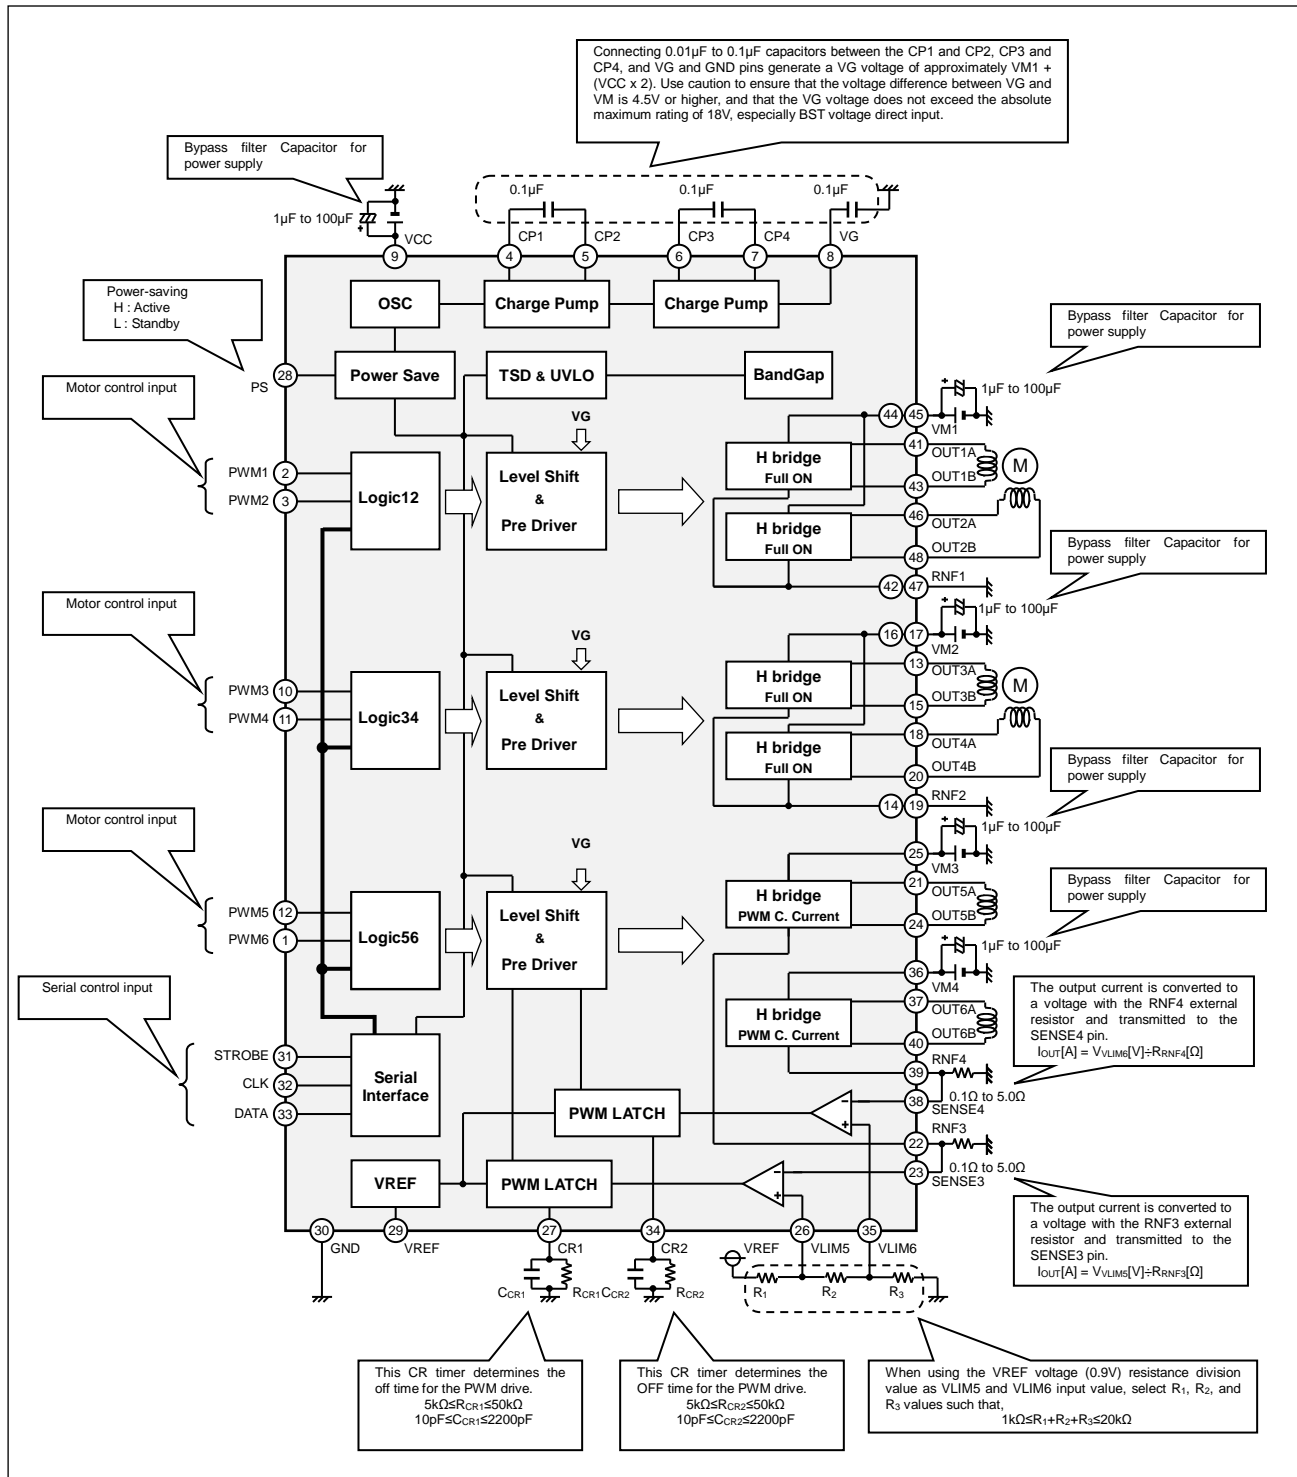 Connecting 0.01µF to 0.1µF capacitors between the CP1 and CP2, CP3 and
CP4, and VG and GND pins generate a VG voltage of approximately VM1 +
(VCC x 2). Use caution to ensure that the voltage difference between VG and
VM is 4.5V or higher, and that the VG voltage does not exceed the absolute
maximum rating of 18V, especially BST voltage direct input.
Bypass filter Capacitor for
power supply
1µF to 100µF
+
VCC
9
0.1µF
0.1µF
0.1µF
CP1
CP2
CP3
CP4
VG
4
5
6
7
8
Power-saving
H : Active
L : Standby
OSC
Charge Pump
Charge Pump
PS
28
Power Save
TSD & UVLO
BandGap
Bypass filter Capacitor for
power supply
+
1µF to 100µF
Motor control input
PWM1
2
PWM2
3
Logic12
VG
Level Shift
&
Pre Driver
H bridge
Full ON
H bridge
Full ON
44
45
VM1
41
OUT1A
OUT1B
43
M
46
OUT2A
48
OUT2B
42
47
RNF1
Bypass filter Capacitor for
power supply
+
1µF to 100µF
Motor control input
PWM3
10
PWM4
11
Logic34
VG
Level Shift
&
Pre Driver
H bridge
Full ON
H bridge
Full ON
16
17
VM2
13
OUT3A
OUT3B
15
M
18
OUT4A
OUT4B
20
14
19
RNF2
Bypass filter Capacitor for
power supply
+
1µF to 100µF
Motor control input
PWM5
12
PWM6
1
Logic56
VG
Level Shift
&
Pre Driver
H bridge
PWM C. Current
H bridge
PWM C. Current
25
VM3
21
OUT5A
OUT5B
24
Bypass filter Capacitor for
power supply
+
1µF to 100µF
36
VM4
37
OUT6A
OUT6B
40
RNF4
39
38
0.1Ω to 5.0Ω
SENSE4
The output current is converted to
a voltage with the RNF4 external
resistor and transmitted to the
SENSE4 pin.
IOUT[A] = VVLIM6[V]÷RRNF4[Ω]
Serial control input
STROBE
31
CLK
32
DATA
33
Serial
Interface
PWM LATCH
−
+
RNF3
22
23
0.1Ω to 5.0Ω
SENSE3
VREF
PWM LATCH
−
+
The output current is converted to
a voltage with the RNF3 external
resistor and transmitted to the
SENSE3 pin.
IOUT[A] = VVLIM5[V]÷RRNF3[Ω]
30
29
27
34
26
35
GND
VREF
CR1
CR2
VREF
VLIM5
VLIM6
CCR1
RCR1
CCR2
RCR2
R1
R2
R3
This CR timer determines the
off time for the PWM drive.
5kΩ≤RCR1≤50kΩ
10pF≤CCR1≤2200pF
This CR timer determines the
OFF time for the PWM drive.
5kΩ≤RCR2≤50kΩ
10pF≤CCR2≤2200pF
When using the VREF voltage (0.9V) resistance division
value as VLIM5 and VLIM6 input value, select R1, R2, and
R3 values such that,
1kΩ≤R1+R2+R3≤20kΩ